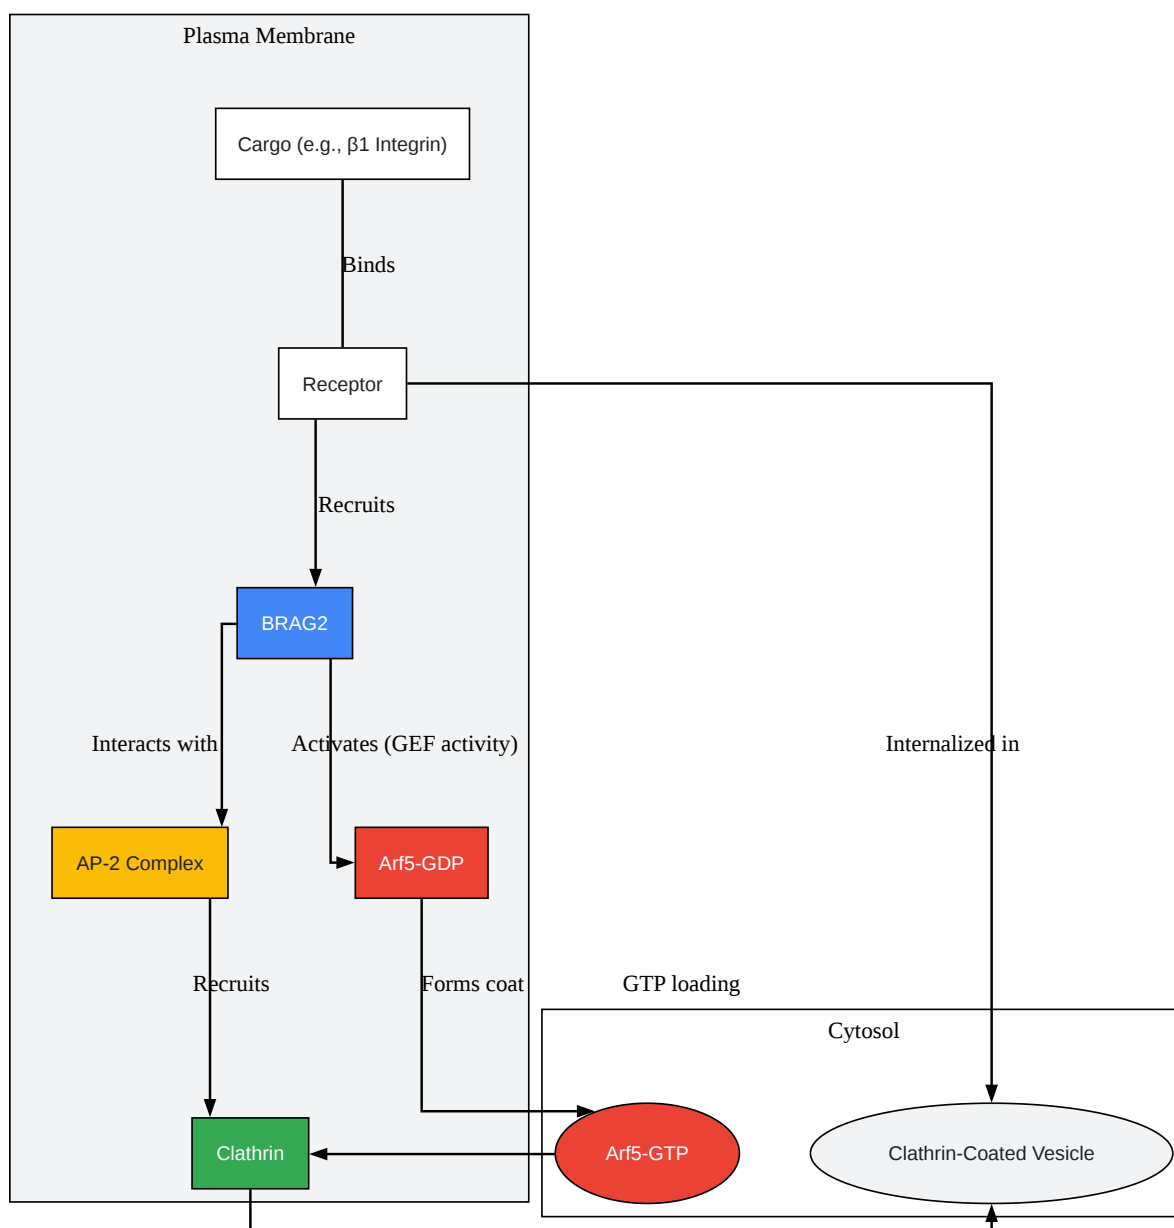 Plasma Membrane
Cargo (e.g., β1 Integrin)
Binds
Receptor
Recruits
BRAG2
Interacts with
Activates (GEF activity)
Internalized in
AP-2 Complex
Arf5-GDP
Recruits
Forms coat
GTP loading
Cytosol
Clathrin
Arf5-GTP
Clathrin-Coated Vesicle